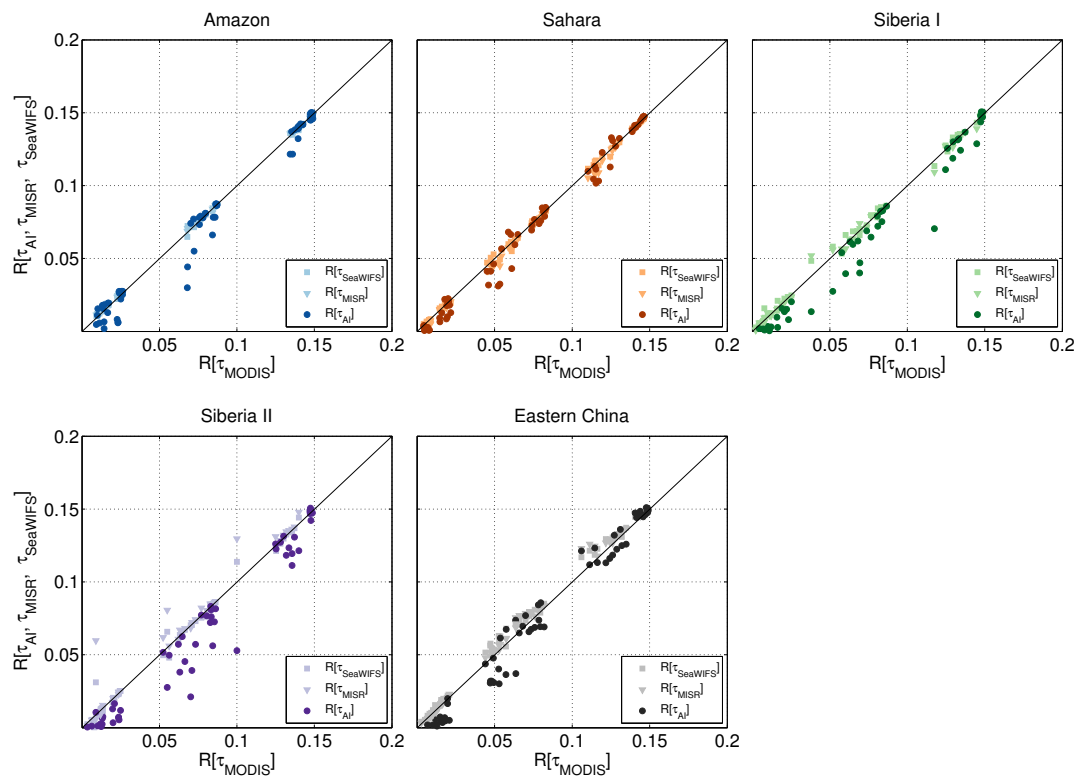 Amazon
Sahara
Siberia I
R[τAI, τMISR, τSeaWIFS]
0.2
0.15
0.1
0.05
R[τSeaWIFS]
R[τMISR]
R[τAI]
R[τSeaWIFS]
R[τMISR]
R[τAI]
R[τSeaWIFS]
R[τMISR]
R[τAI]
0.05 0.1 0.15 0.2
0.05 0.1 0.15 0.2
0.05 0.1 0.15 0.2
R[τMODIS]
R[τMODIS]
R[τMODIS]
Siberia II
Eastern China
R[τAI, τMISR, τSeaWIFS]
0.2
0.15
0.1
0.05
R[τSeaWIFS]
R[τMISR]
R[τAI]
R[τSeaWIFS]
R[τMISR]
R[τAI]
0.05 0.1 0.15 0.2
0.05 0.1 0.15 0.2
R[τMODIS]
R[τMODIS]